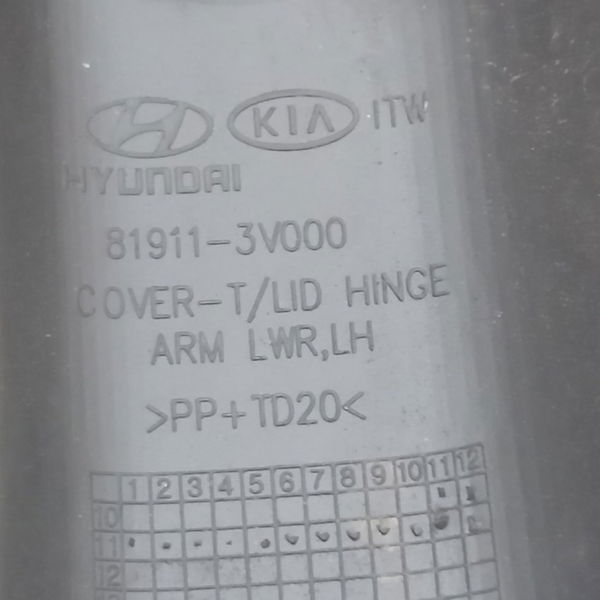 KIA ITW
HYUNDAI
81911-3V000
COVER-T/LID HINGE
ARM LWR,LH
>PP+TD20<
1 2 3 4 5 6 7 8 9 10 11 12
10
11
12